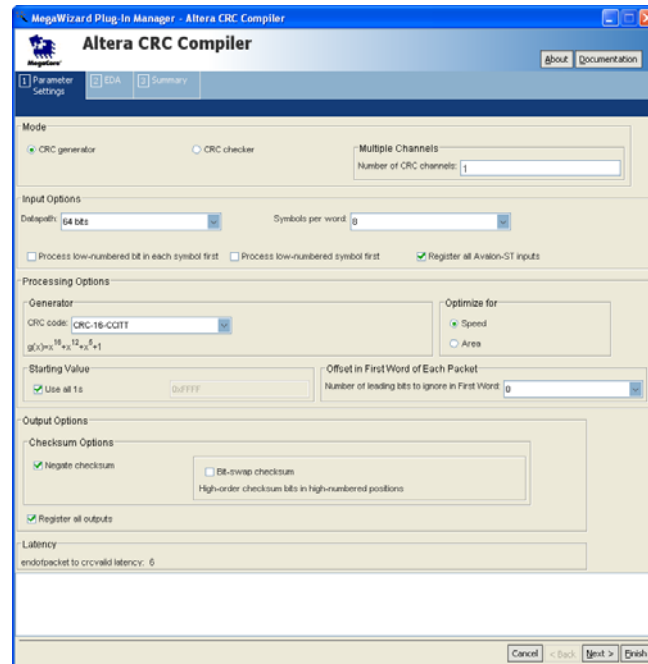 MegaWizard Plug-In Manager - Altera CRC Compiler
Altera CRC Compiler
MegaCore
About Documentation
1 Parameter Settings
2 EDA
3 Summary
Mode
CRC generator
CRC checker
Multiple Channels
Number of CRC channels: 1
Input Options
Datapath: 64 bits
Symbols per word: 8
Process low-numbered bit in each symbol first
Process low-numbered symbol first
Register all Avalon-ST inputs
Processing Options
Generator
CRC code: CRC-16-CCITT
g(x)=x^16+x^12+x^5+1
Optimize for
Speed
Area
Starting Value
Use all 1s
0xFFFF
Offset in First Word of Each Packet
Number of leading bits to ignore in First Word: 0
Output Options
Checksum Options
Negate checksum
Bit-swap checksum
High-order checksum bits in high-numbered positions
Register all outputs
Latency
endofpacket to crcvalid latency: 6
Cancel < Back Next > Finish